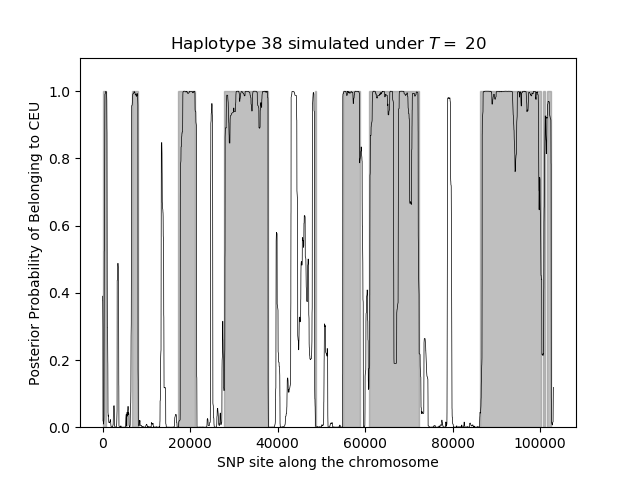 Haplotype 38 simulated under T = 20
Posterior Probability of Belonging to CEU
1.0
0.8
0.6
0.4
0.2
0.0
0 20000 40000 60000 80000 100000
SNP site along the chromosome